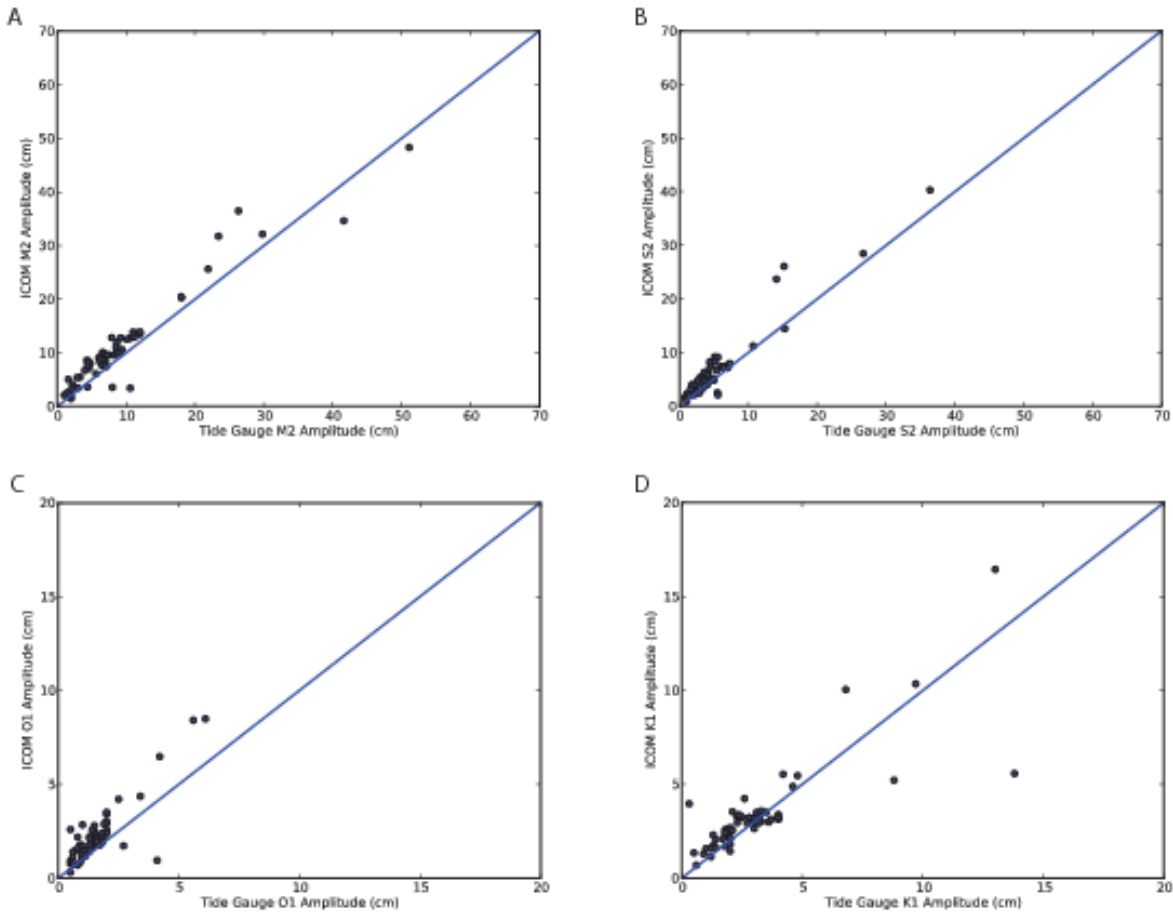 A
70
60
50
40
30
20
10
0
ICOM M2 Amplitude (cm)
0 10 20 30 40 50 60 70
Tide Gauge M2 Amplitude (cm)
B
70
60
50
40
30
20
10
0
ICOM S2 Amplitude (cm)
0 10 20 30 40 50 60 70
Tide Gauge S2 Amplitude (cm)
C
20
15
10
5
0
ICOM O1 Amplitude (cm)
0 5 10 15 20
Tide Gauge O1 Amplitude (cm)
D
20
15
10
5
0
ICOM K1 Amplitude (cm)
0 5 10 15 20
Tide Gauge K1 Amplitude (cm)